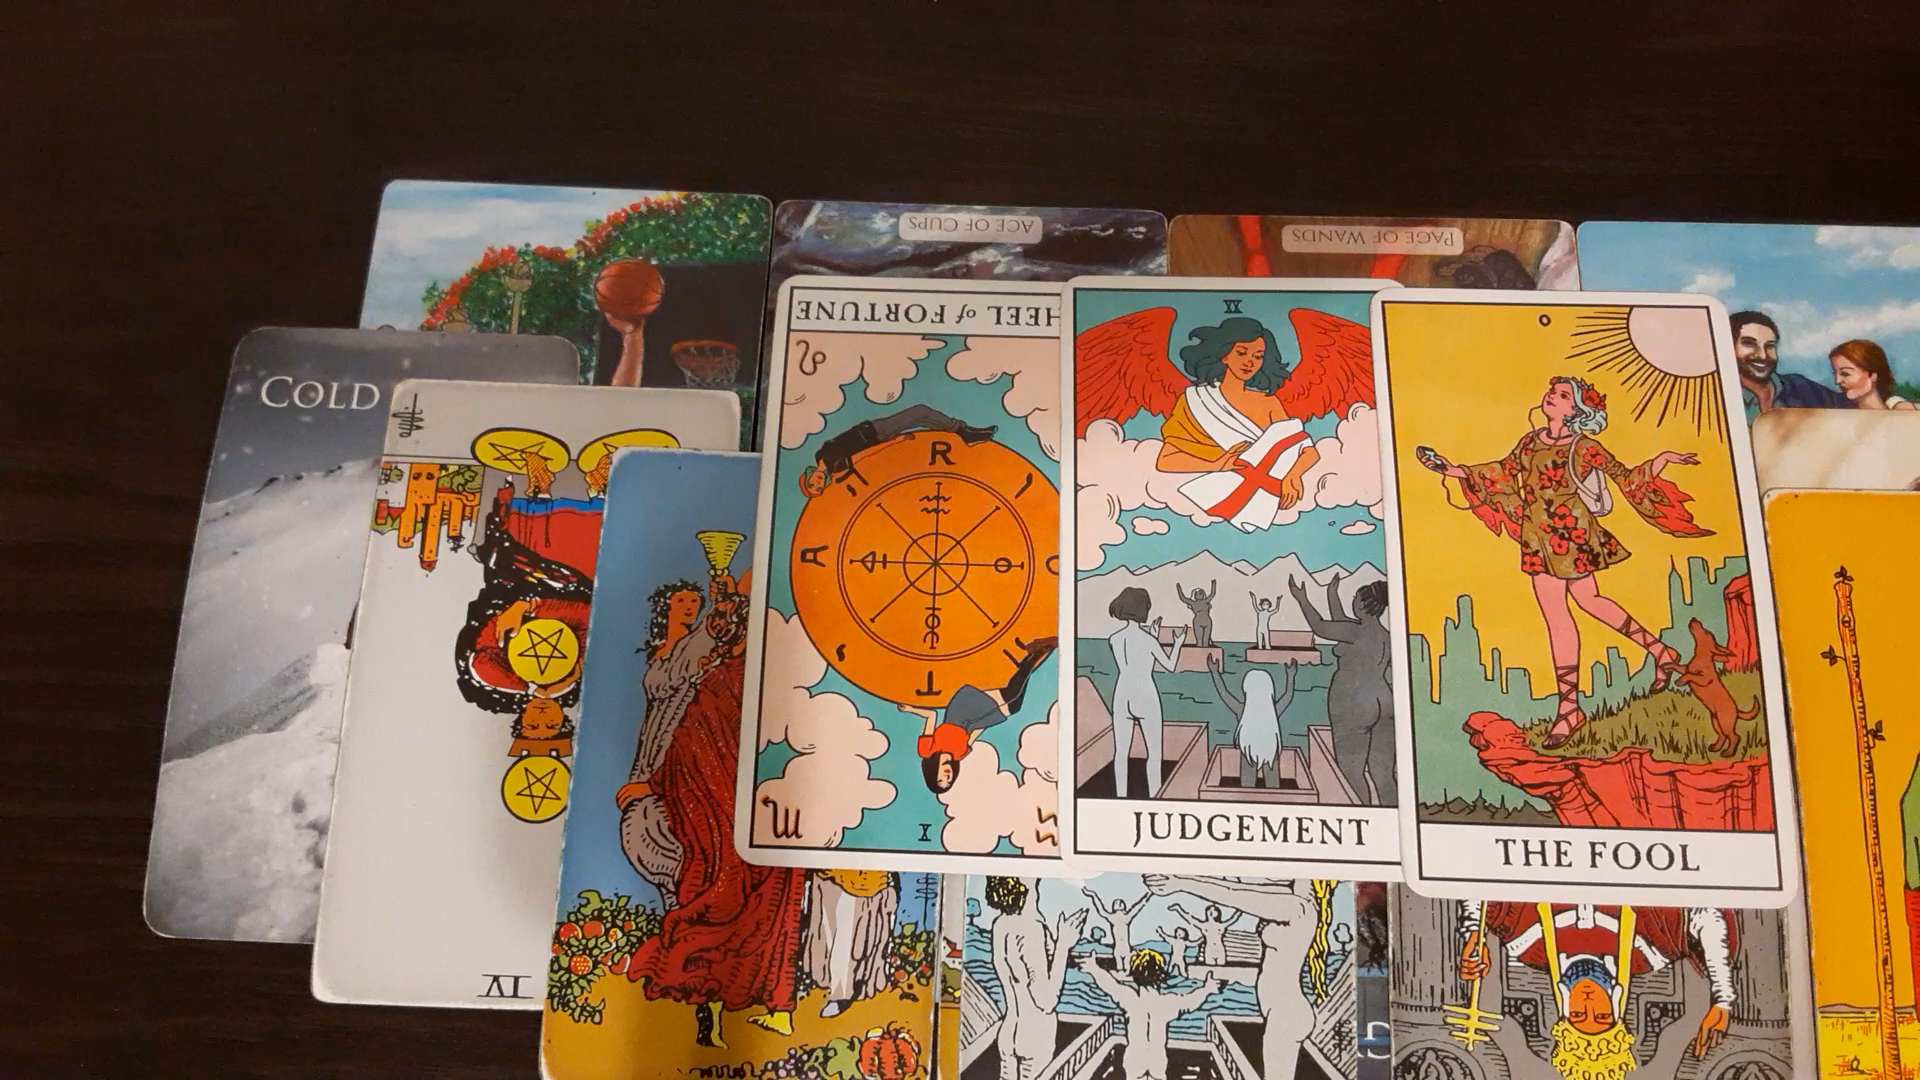 ACE OF CUPS
PAGE OF WANDS
HEEL of FORTUNE
XX
0
COLD
R
A
T
X
JUDGEMENT
THE FOOL
IV